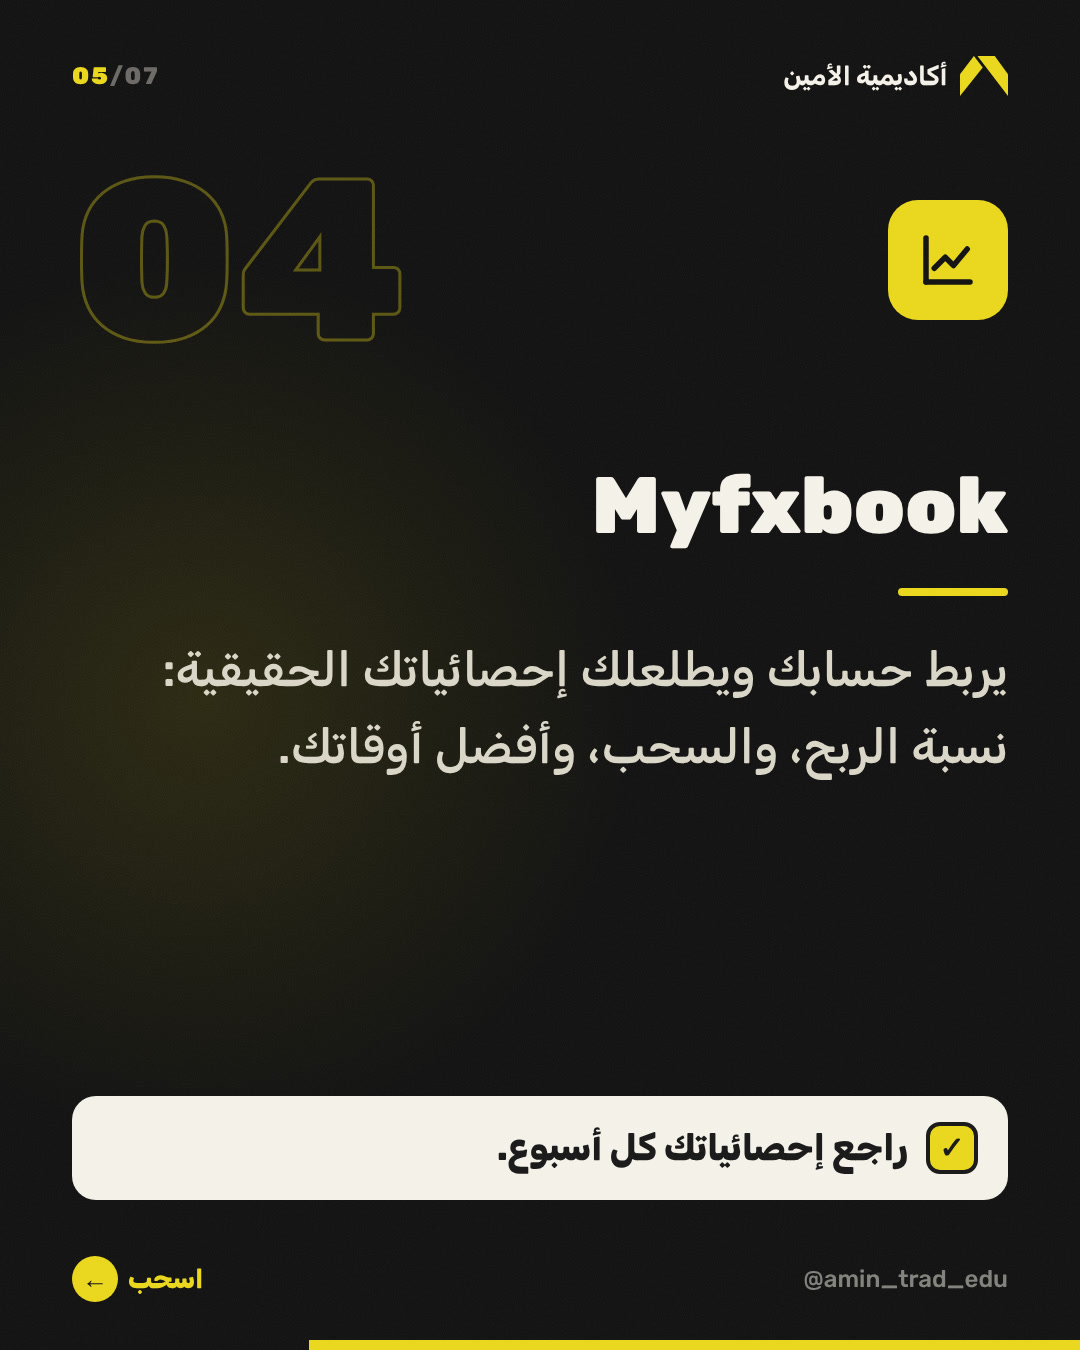 أكاديمية الأمين
05/07
04
Myfxbook
يربط حسابك ويطلعلك إحصائياتك الحقيقية:
نسبة الربح، والسحب، وأفضل أوقاتك.
✓ راجع إحصائياتك كل أسبوع.
@amin_trad_edu
اسحب ←